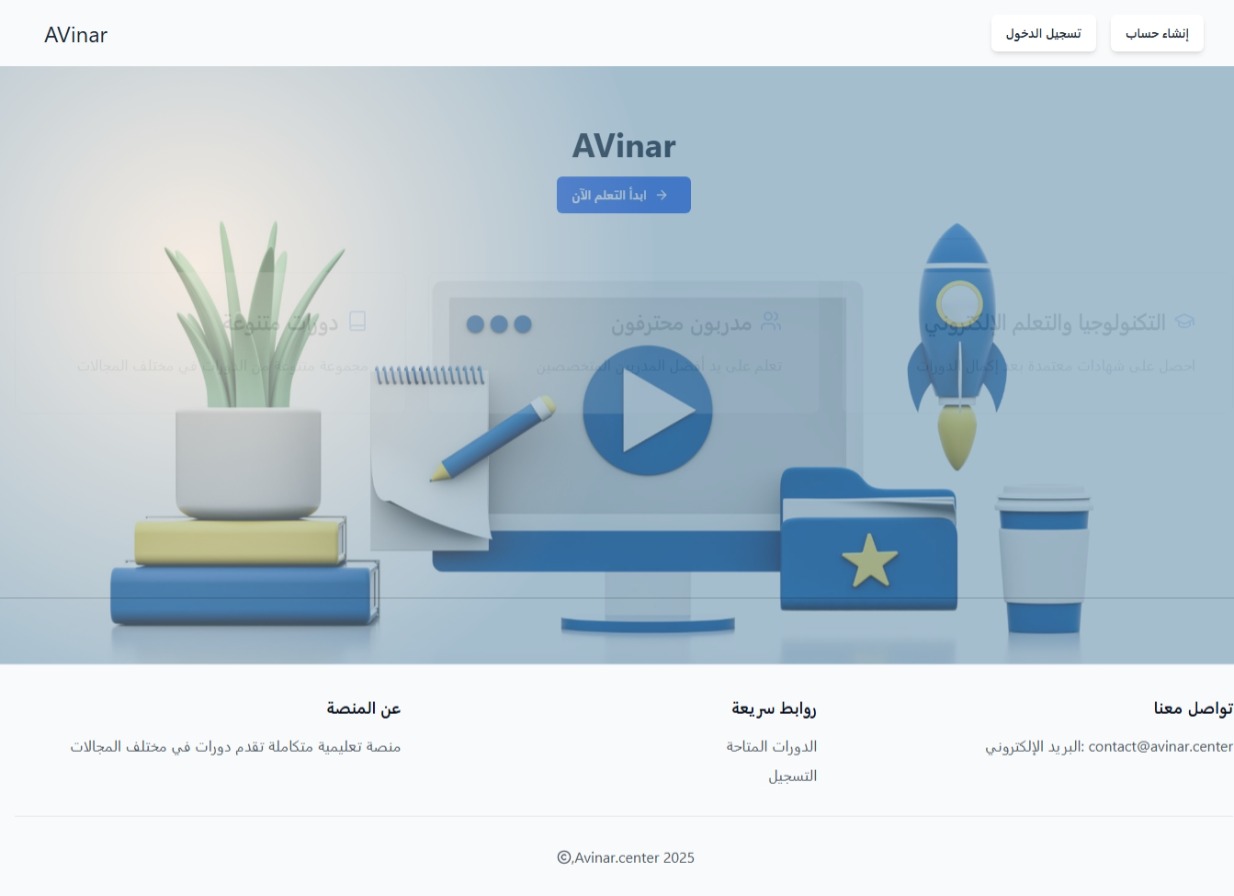 AVinar
إنشاء حساب
تسجيل الدخول
AVinar
ابدأ التعلم الآن
التكنولوجيا والتعلم الالكتروني
احصل على شهادات معتمدة بعد إكمال الدورات
مدربون محترفون
تعلم على يد أفضل المدربين المتخصصين
دورات متنوعة
مجموعة متنوعة من الدورات في مختلف المجالات
تواصل معنا
البريد الإلكتروني: contact@avinar.center
روابط سريعة
الدورات المتاحة
التسجيل
عن المنصة
منصة تعليمية متكاملة تقدم دورات في مختلف المجالات
©,Avinar.center 2025